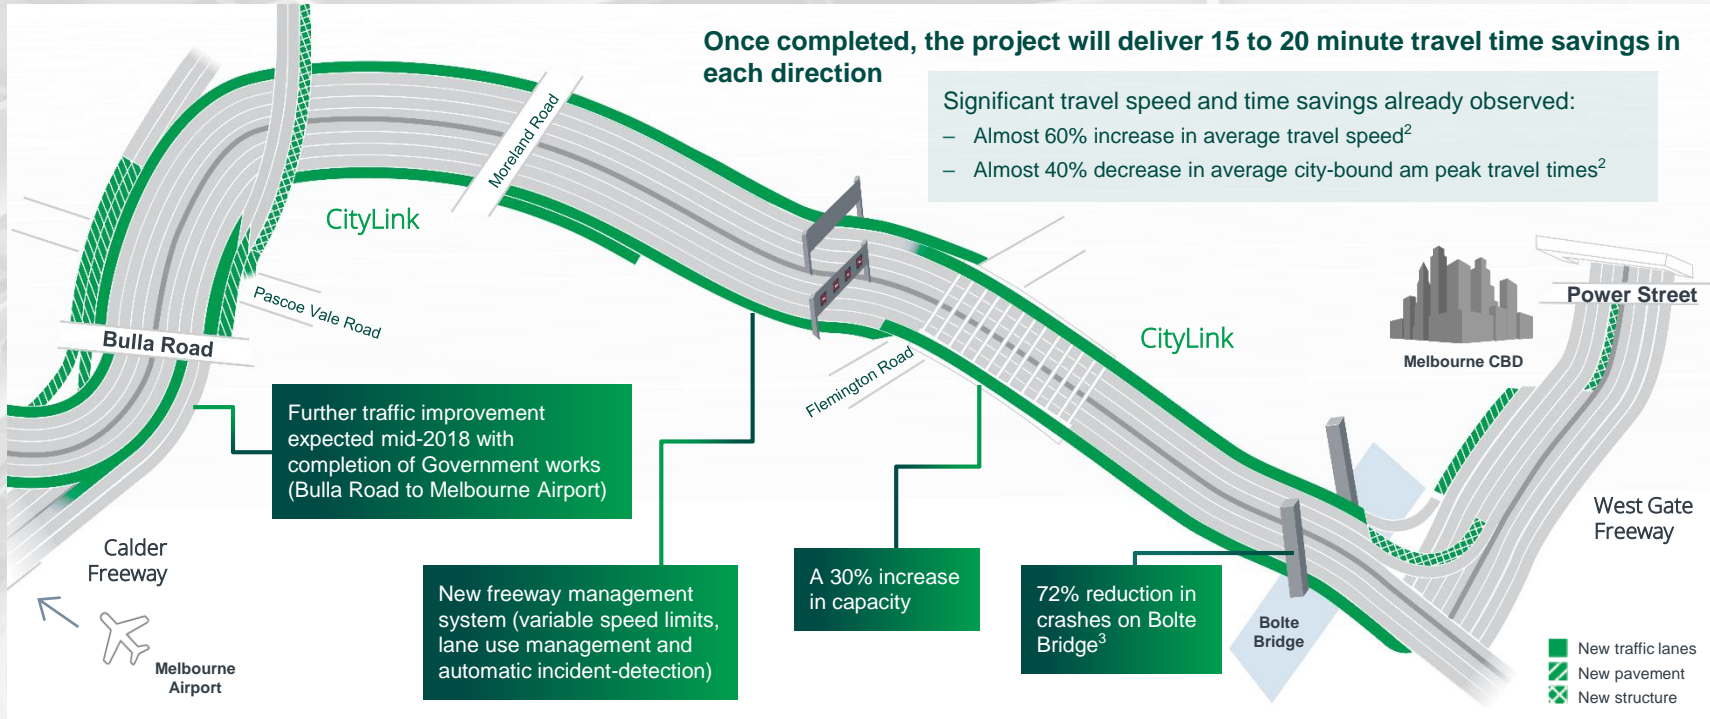 Once completed, the project will deliver 15 to 20 minute travel time savings in
each direction
Significant travel speed and time savings already observed:
– Almost 60% increase in average travel speed2
– Almost 40% decrease in average city-bound am peak travel times2
Moreland Road
CityLink
Pascoe Vale Road
Bulla Road
Flemington Road
CityLink
Melbourne CBD
Power Street
Further traffic improvement
expected mid-2018 with
completion of Government works
(Bulla Road to Melbourne Airport)
West Gate
Freeway
Calder
Freeway
New freeway management
system (variable speed limits,
lane use management and
automatic incident-detection)
A 30% increase
in capacity
72% reduction in
crashes on Bolte
Bridge3
Bolte
Bridge
Melbourne
Airport
New traffic lanes
New pavement
New structure